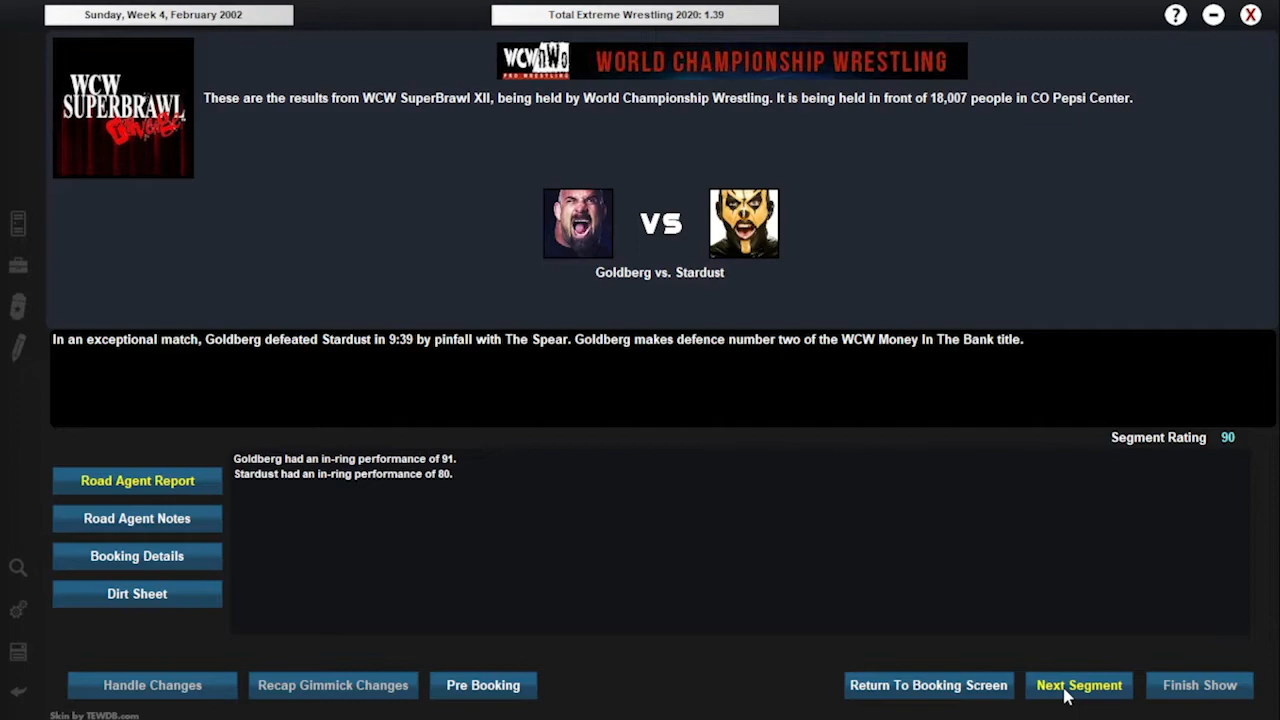 Sunday, Week 4, February 2002
Total Extreme Wrestling 2020: 1.39
?
X
WCW nWo
PRO WRESTLING
WORLD CHAMPIONSHIP WRESTLING
WCW
SUPERBRAWL
revenge
These are the results from WCW SuperBrawl XII, being held by World Championship Wrestling. It is being held in front of 18,007 people in CO Pepsi Center.
VS
Goldberg vs. Stardust
In an exceptional match, Goldberg defeated Stardust in 9:39 by pinfall with The Spear. Goldberg makes defence number two of the WCW Money In The Bank title.
Segment Rating 90
Goldberg had an in-ring performance of 91.
Stardust had an in-ring performance of 80.
Road Agent Report
Road Agent Notes
Booking Details
Dirt Sheet
Handle Changes
Recap Gimmick Changes
Pre Booking
Return To Booking Screen
Next Segment
Finish Show
Skin by TEWDB.com